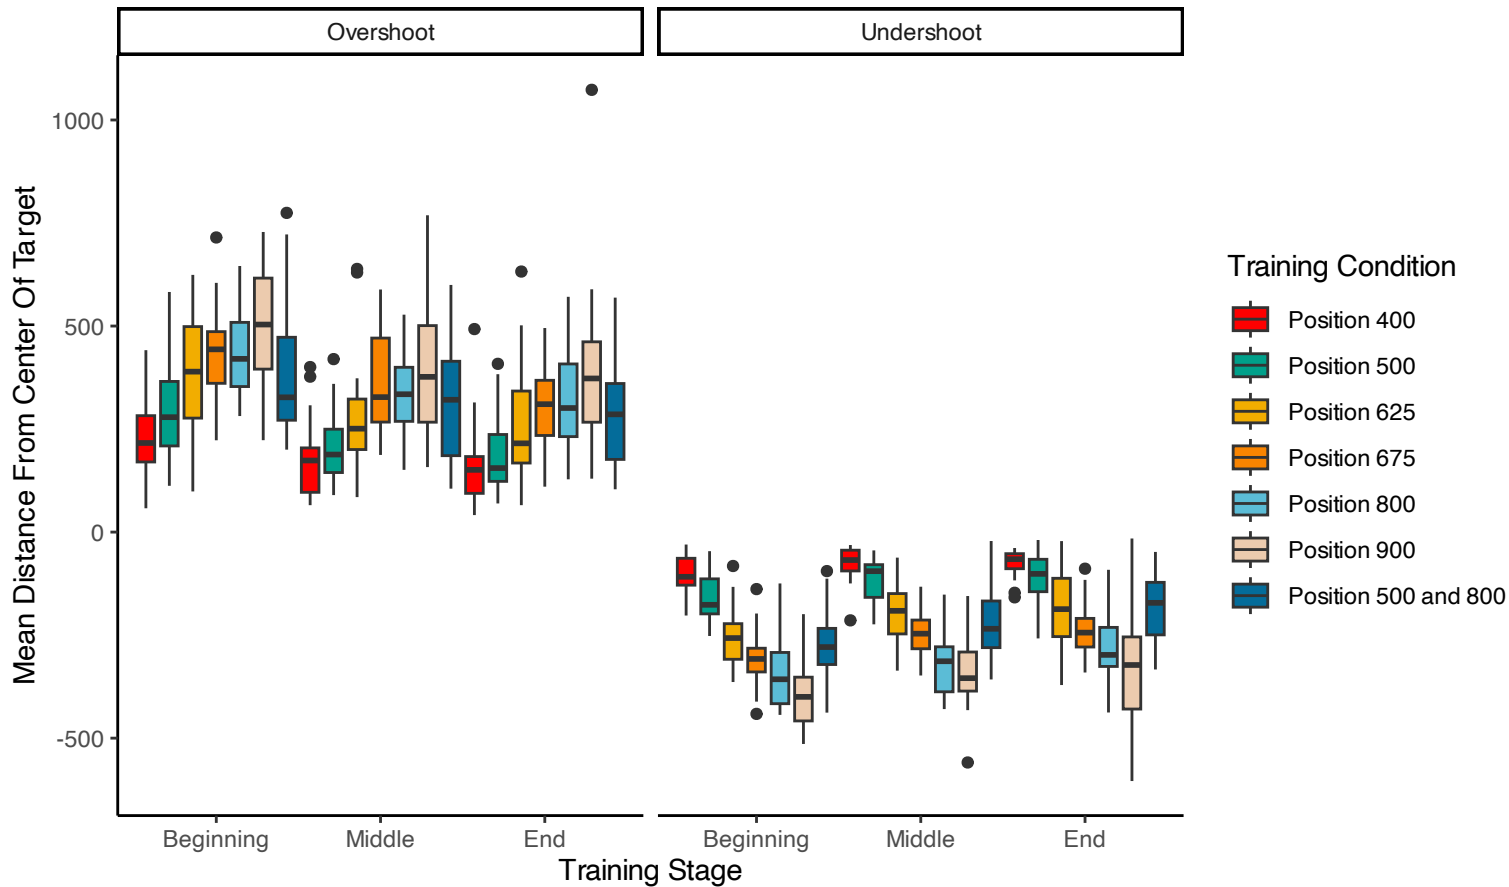 Overshoot
Undershoot
Mean Distance From Center Of Target
1000
500
0
-500
Beginning
Middle
End
Beginning
Middle
End
Training Stage
Training Condition
Position 400
Position 500
Position 625
Position 675
Position 800
Position 900
Position 500 and 800